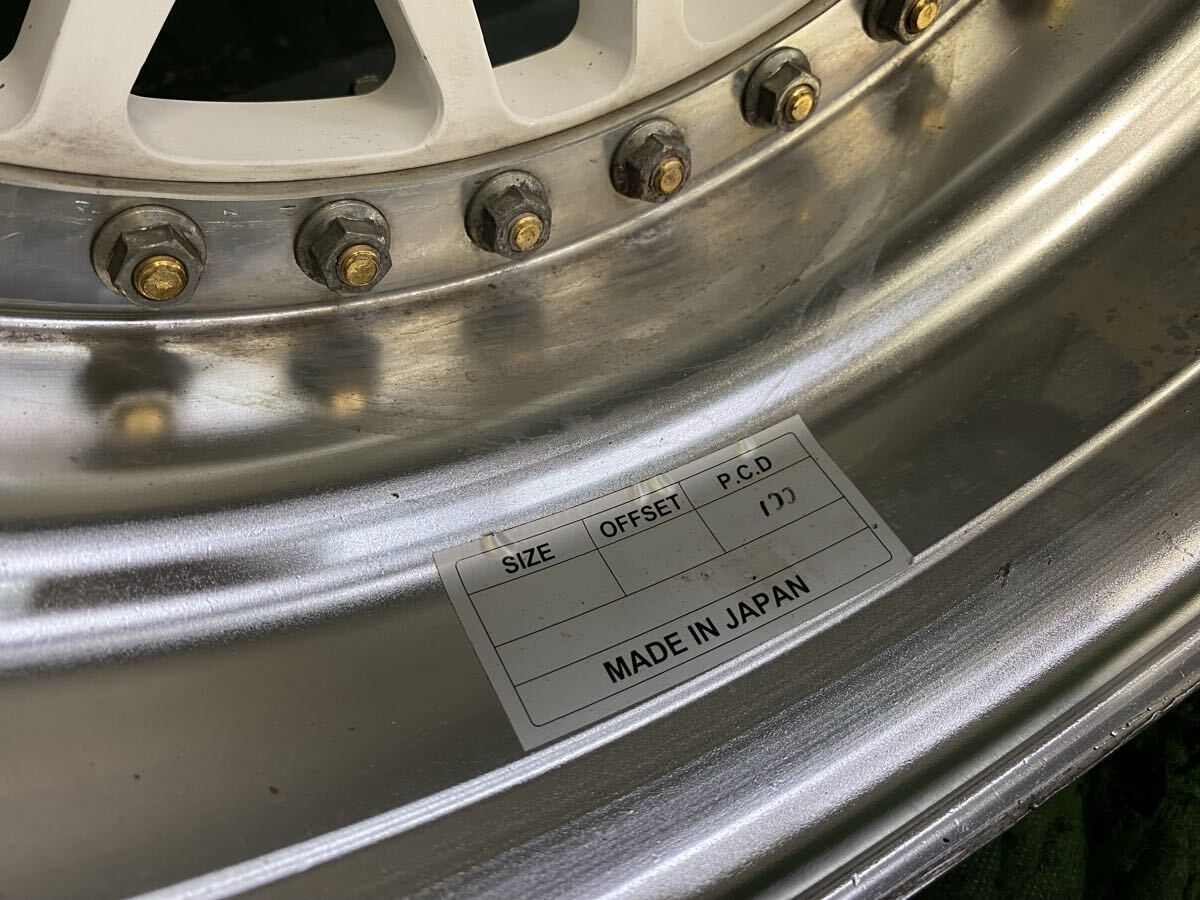 SIZE OFFSET P.C.D
100
MADE IN JAPAN